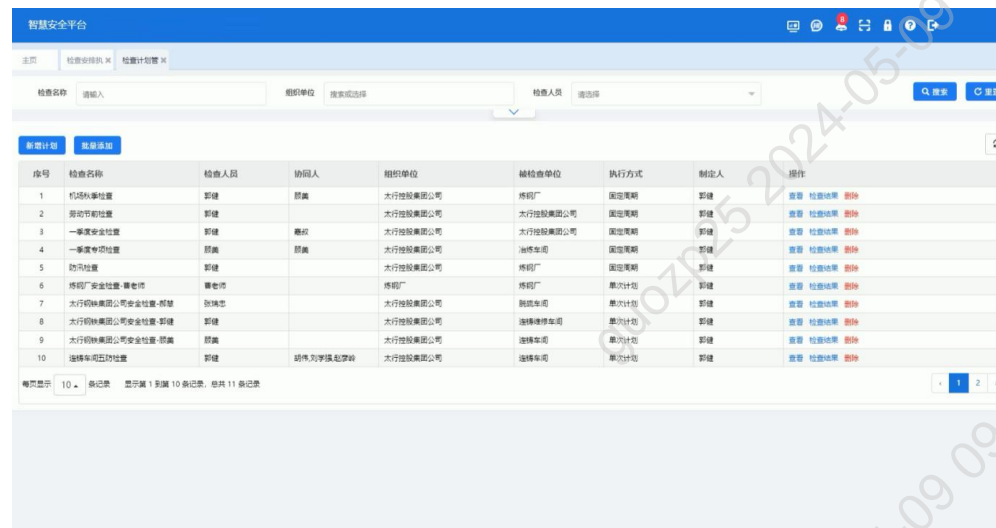 智慧安全平台
8
主页 检查安排执 × 检查计划管 ×
检查名称 请输入 组织单位 搜索或选择 检查人员 请选择 搜索 重置
新增计划 批量添加
序号 检查名称 检查人员 协同人 组织单位 被检查单位 执行方式 制定人 操作
1 机场秋季检查 郭健 顾美 太行控股集团公司 炼钢厂 固定周期 郭健 查看 检查结果 删除
2 劳动节前检查 郭健 太行控股集团公司 太行控股集团公司 固定周期 郭健 查看 检查结果 删除
3 一季度安全检查 郭健 太行控股集团公司 太行控股集团公司 固定周期 郭健 查看 检查结果 删除
4 一季度专项检查 顾美 顾美 太行控股集团公司 冶炼车间 固定周期 郭健 查看 检查结果 删除
5 防汛检查 郭健 太行控股集团公司 炼钢厂 固定周期 郭健 查看 检查结果 删除
6 炼钢厂安全检查-曹老师 曹老师 炼钢厂 炼钢厂 单次计划 郭健 查看 检查结果 删除
7 太行钢铁集团公司安全检查-郝慧 张瑞忠 太行控股集团公司 脱硫车间 单次计划 郭健 查看 检查结果 删除
8 太行钢铁集团公司安全检查-郭健 郭健 太行控股集团公司 连铸维修车间 单次计划 郭健 查看 检查结果 删除
9 太行钢铁集团公司安全检查-顾美 顾美 太行控股集团公司 连铸车间 单次计划 郭健 查看 检查结果 删除
10 连铸车间五防检查 郭健 胡伟,刘学强,赵彦岭 太行控股集团公司 连铸车间 单次计划 郭健 查看 检查结果 删除
每页显示 10 条记录 显示第 1 到第 10 条记录，总共 11 条记录 ‹ 1 2
guozp25 2024-05-09
-09 09